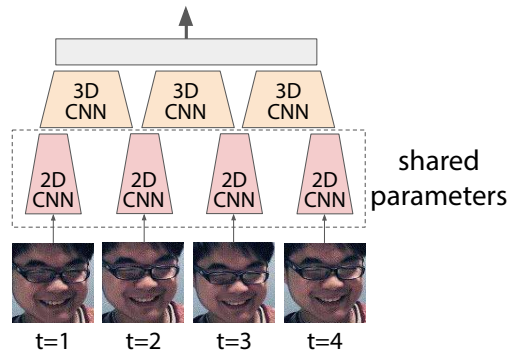 3D
CNN
3D
CNN
3D
CNN
2D
CNN
2D
CNN
2D
CNN
2D
CNN
shared
parameters
t=1
t=2
t=3
t=4